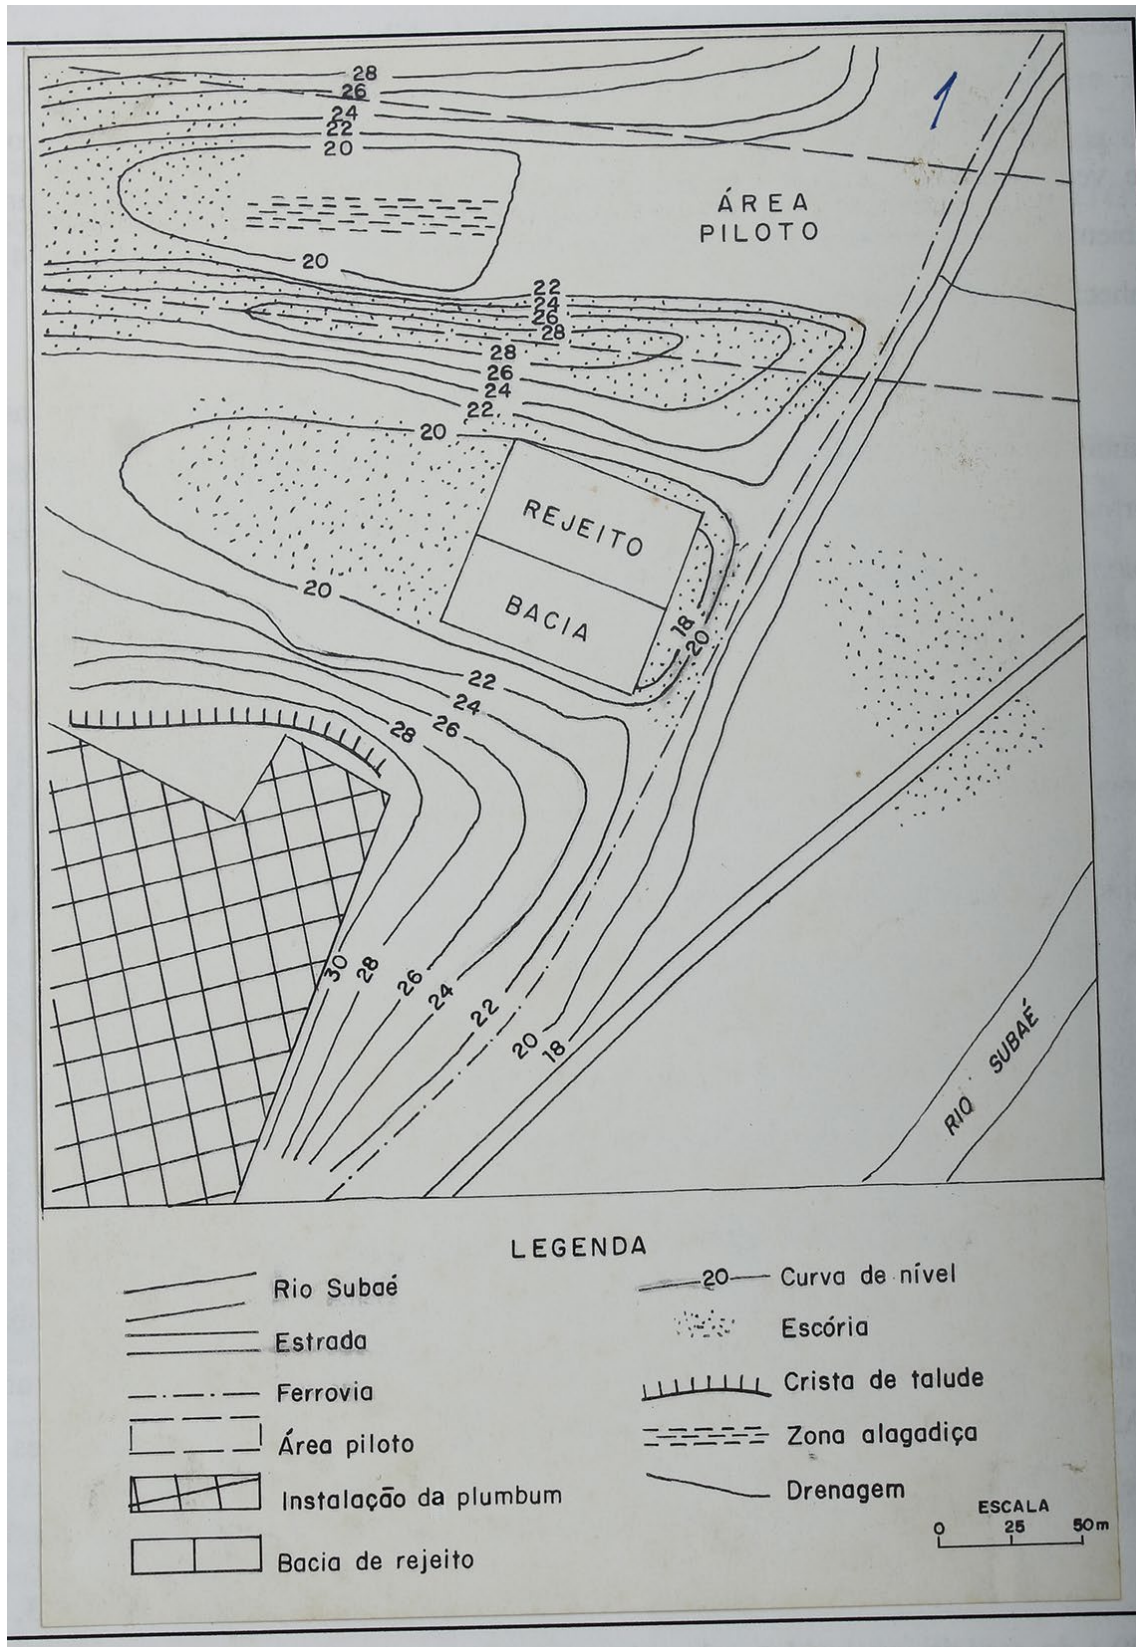 1
28
26
24
22
20
ÁREA
PILOTO
20
22
24
26
28
28
26
24
22
20
REJEITO
BACIA
20
18
20
22
24
26
28
30
28
26
24
22
20
18
RIO SUBAÉ
LEGENDA
Rio Subaé
Estrada
Ferrovia
Área piloto
Instalação da plumbum
Bacia de rejeito
20
Curva de nível
Escória
Crista de talude
Zona alagadiça
Drenagem
ESCALA
0 25 50m